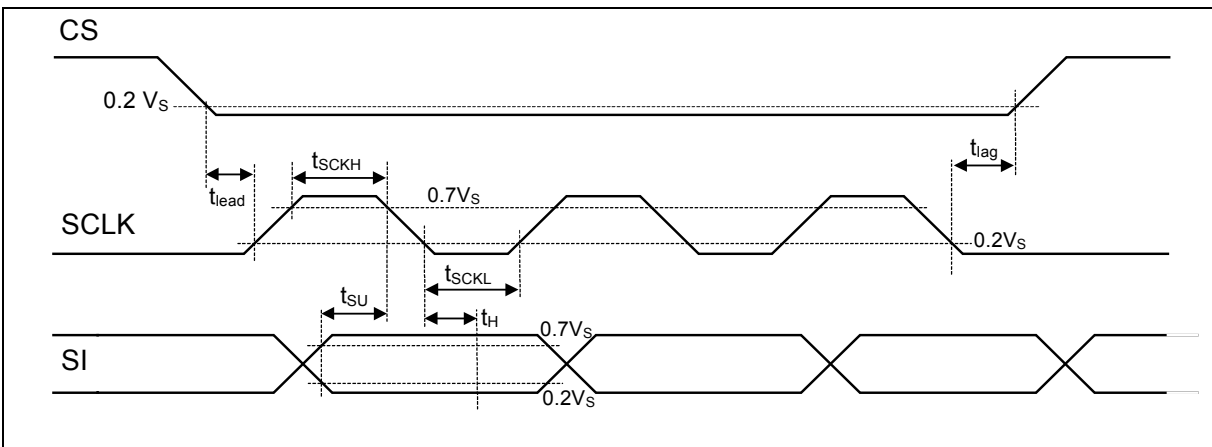 CS
0.2 VS
tlead
tSCKH
tlag
0.7VS
SCLK
0.2VS
tSCKL
tSU
tH
0.7VS
SI
0.2VS